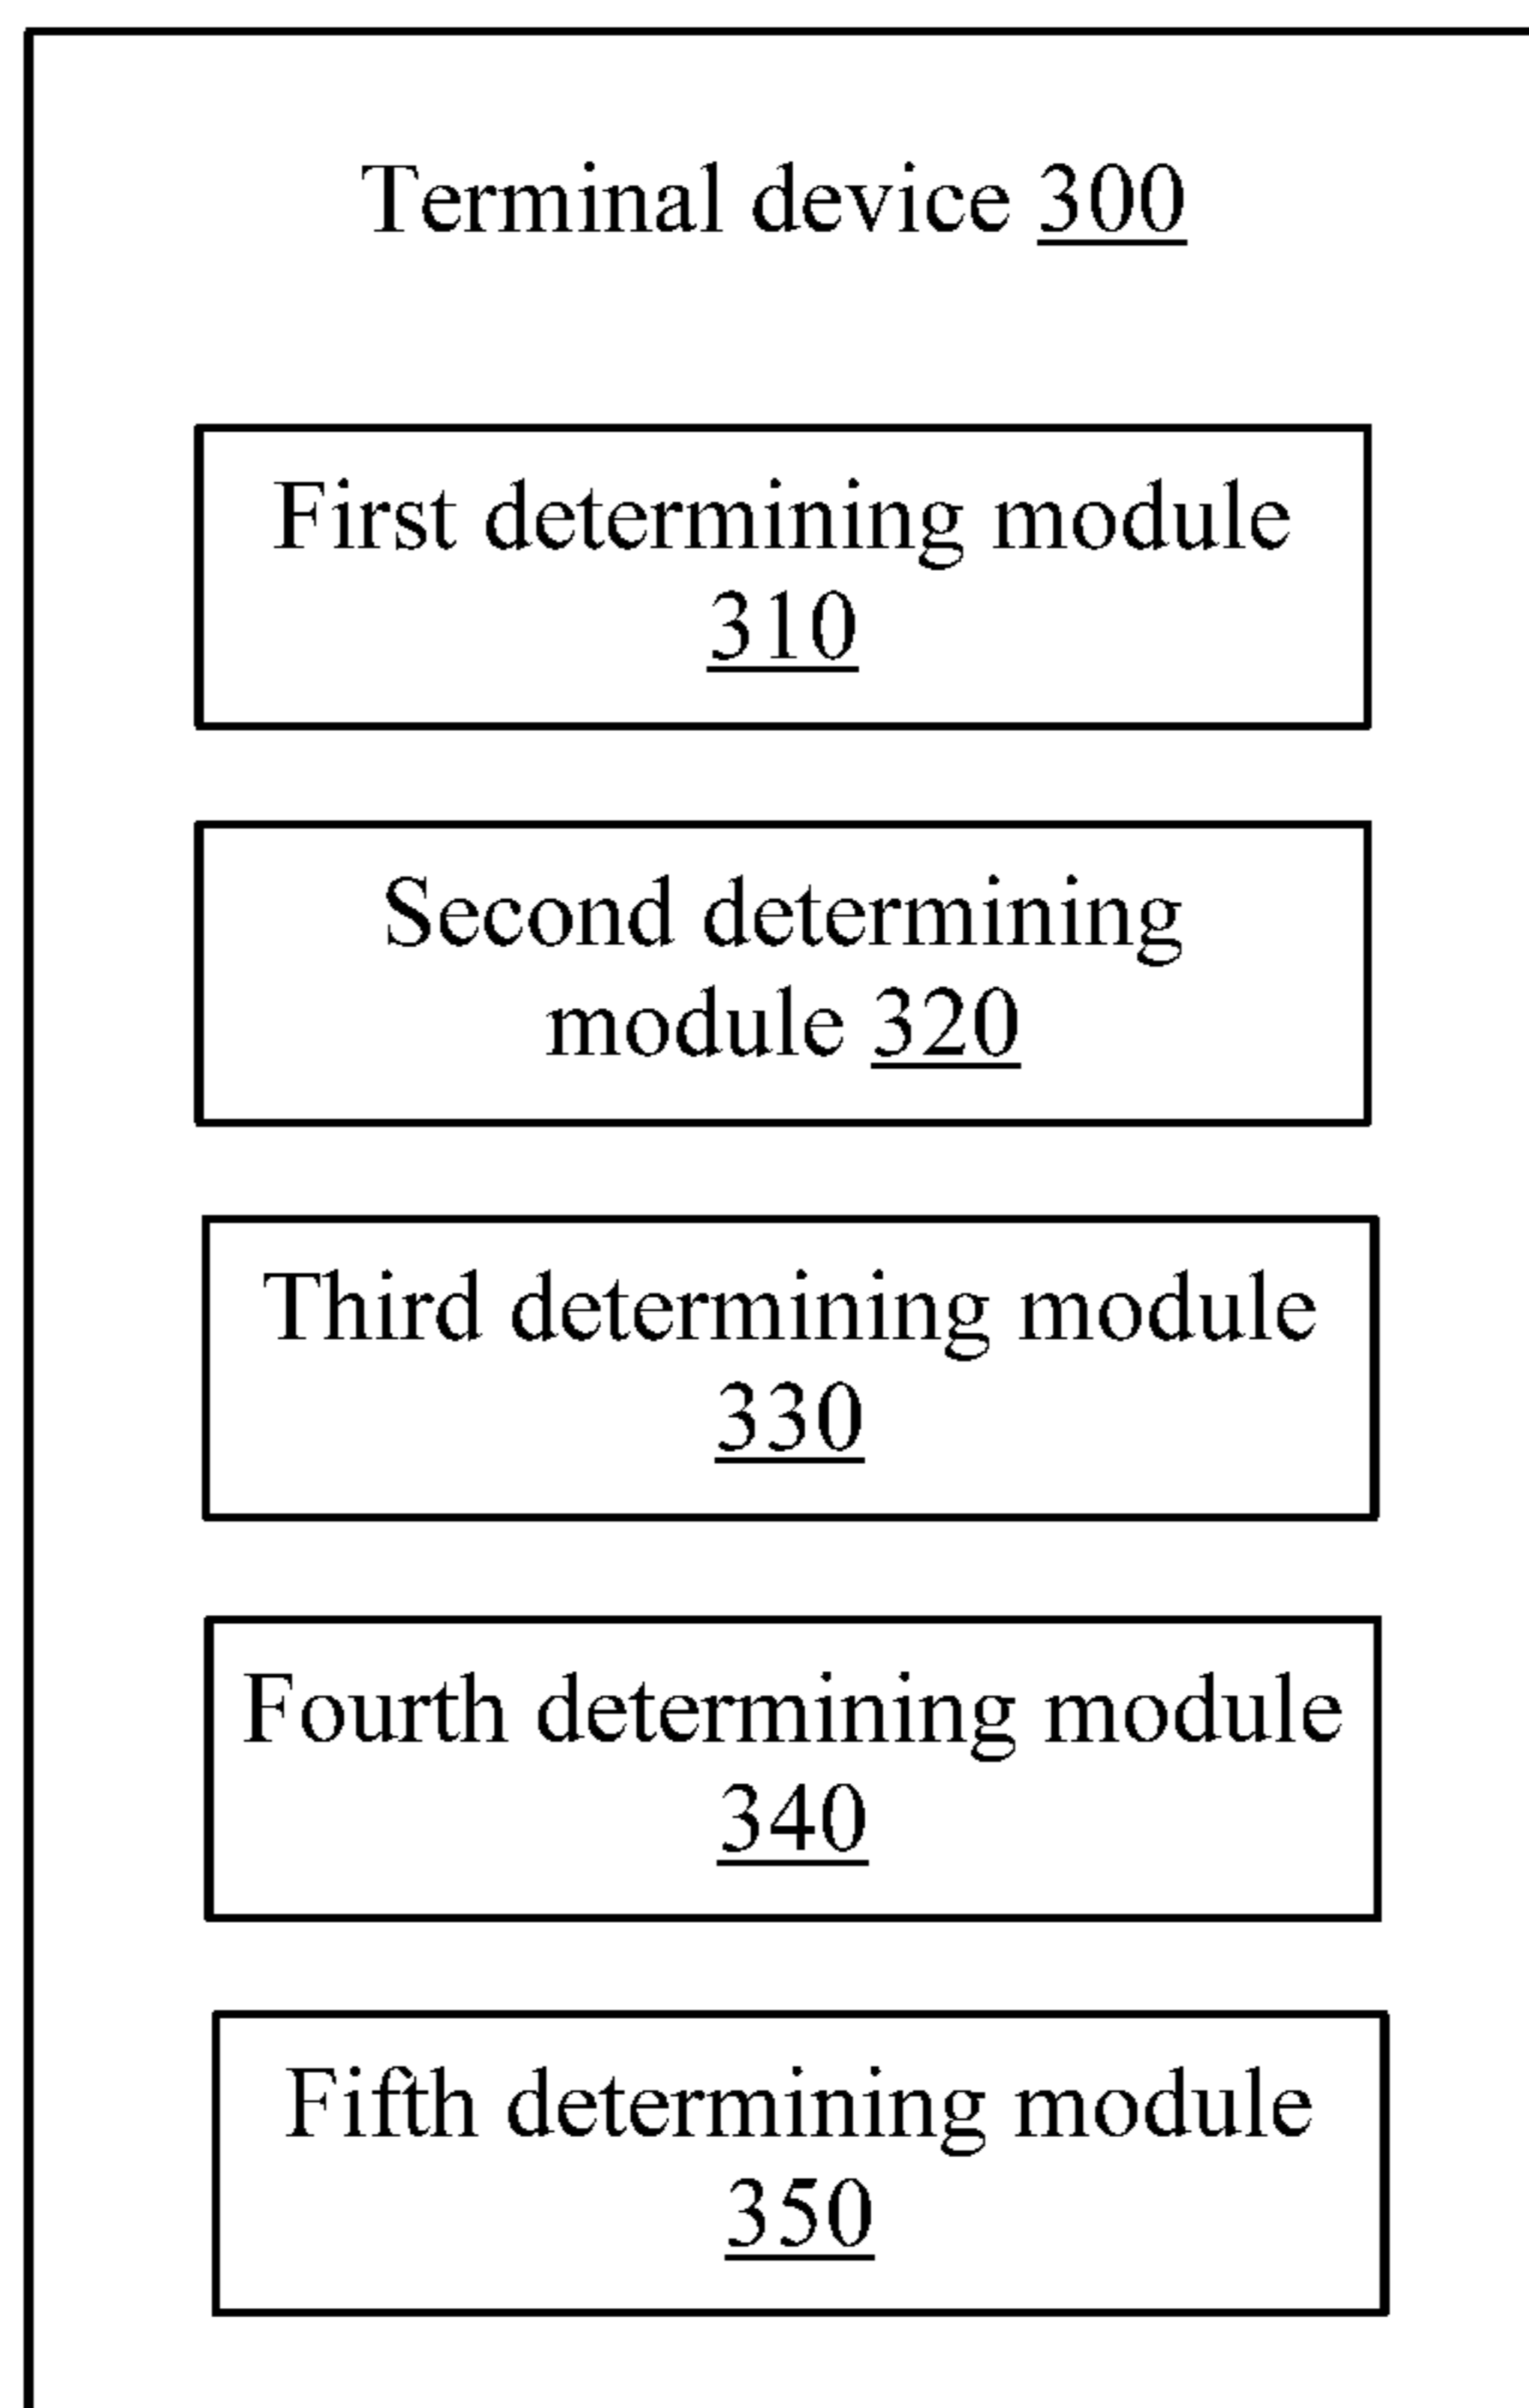 Terminal device 300
First determining module
310
Second determining
module 320
Third determining module
330
Fourth determining module
340
Fifth determining module
350